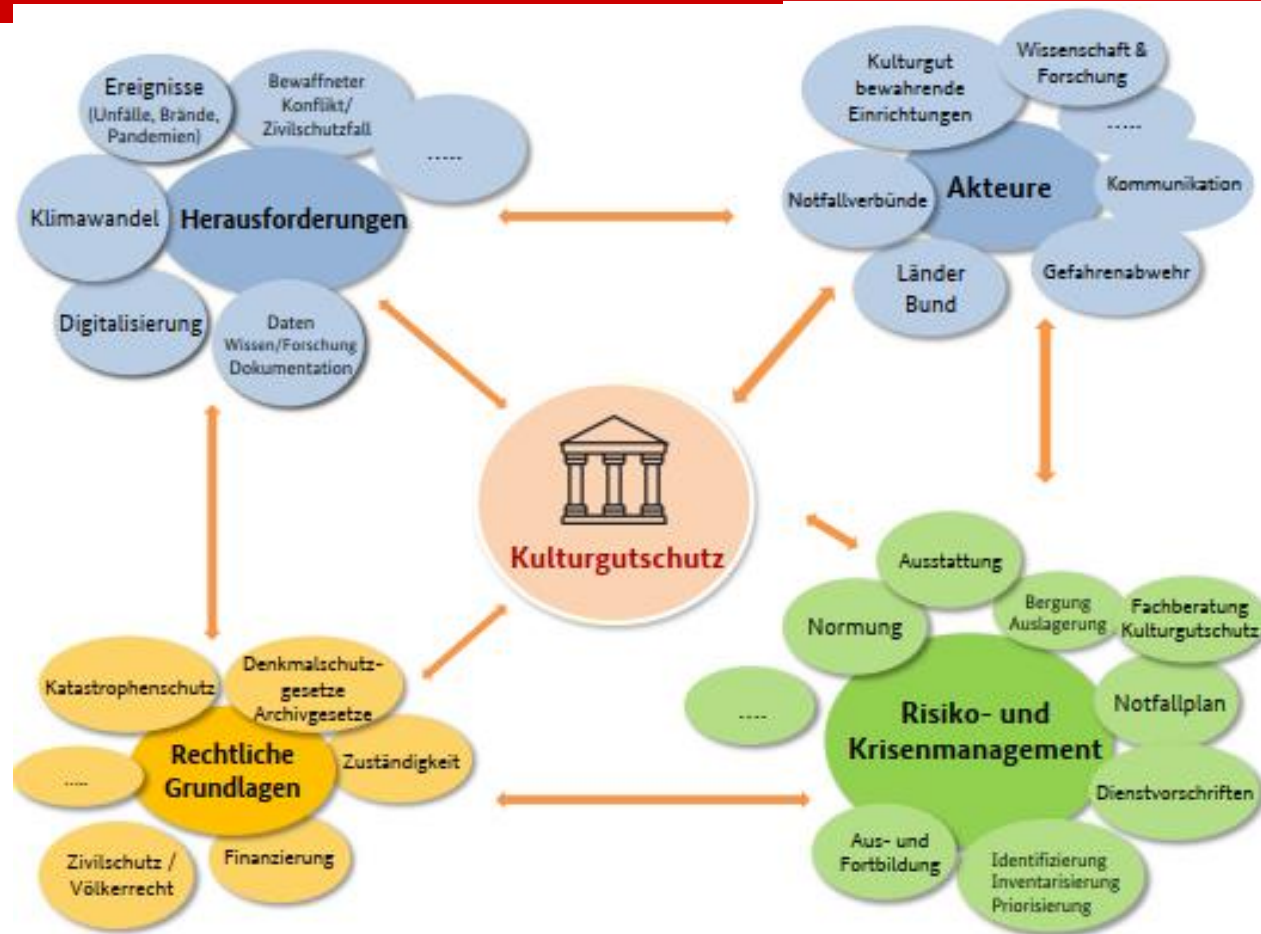 Ereignisse
(Unfälle, Brände,
Pandemien)
Bewaffneter
Konflikt/
Zivilschutzfall
.....
Klimawandel
Herausforderungen
Digitalisierung
Daten
Wissen/Forschung
Dokumentation
Kulturgut
bewahrende
Einrichtungen
Wissenschaft &
Forschung
.....
Notfallverbünde
Akteure
Kommunikation
Länder
Bund
Gefahrenabwehr
Kulturgutschutz
Katastrophenschutz
Denkmalschutz-
gesetze
Archivgesetze
.....
Rechtliche
Grundlagen
Zuständigkeit
Zivilschutz /
Völkerrecht
Finanzierung
Ausstattung
Normung
Bergung
Auslagerung
Fachberatung
Kulturgutschutz
....
Risiko- und
Krisenmanagement
Notfallplan
Dienstvorschriften
Aus- und
Fortbildung
Identifizierung
Inventarisierung
Priorisierung